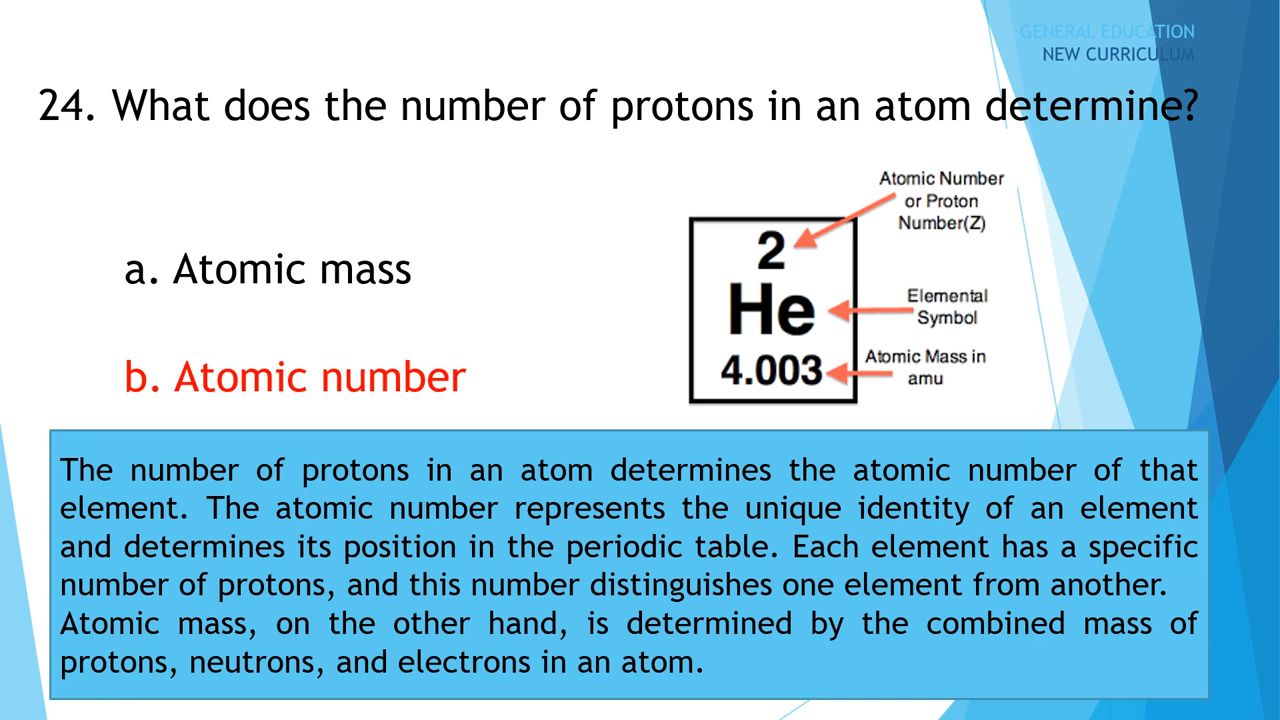 GENERAL EDUCATION
NEW CURRICULUM
24. What does the number of protons in an atom determine?
a. Atomic mass
b. Atomic number
Atomic Number
or Proton
Number(Z)
2
He
Elemental
Symbol
4.003
Atomic Mass in
amu
The number of protons in an atom determines the atomic number of that
element. The atomic number represents the unique identity of an element
and determines its position in the periodic table. Each element has a specific
number of protons, and this number distinguishes one element from another.
Atomic mass, on the other hand, is determined by the combined mass of
protons, neutrons, and electrons in an atom.